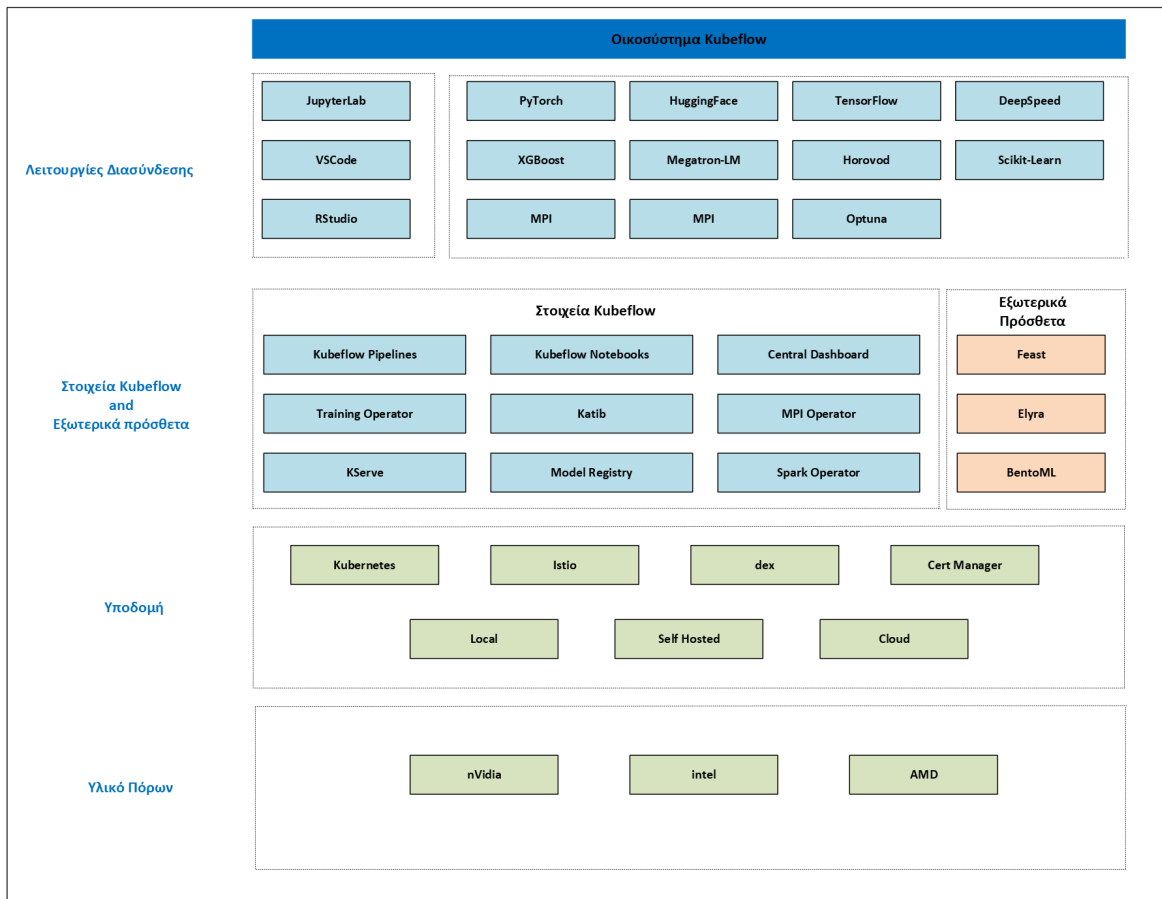 Οικοσύστημα Kubeflow
Λειτουργίες Διασύνδεσης
JupyterLab
VSCode
RStudio
PyTorch
HuggingFace
TensorFlow
DeepSpeed
XGBoost
Megatron-LM
Horovod
Scikit-Learn
MPI
MPI
Optuna
Στοιχεία Kubeflow
and
Εξωτερικά πρόσθετα
Στοιχεία Kubeflow
Kubeflow Pipelines
Kubeflow Notebooks
Central Dashboard
Training Operator
Katib
MPI Operator
KServe
Model Registry
Spark Operator
Εξωτερικά
Πρόσθετα
Feast
Elyra
BentoML
Υποδομή
Kubernetes
Istio
dex
Cert Manager
Local
Self Hosted
Cloud
Υλικό Πόρων
nVidia
intel
AMD